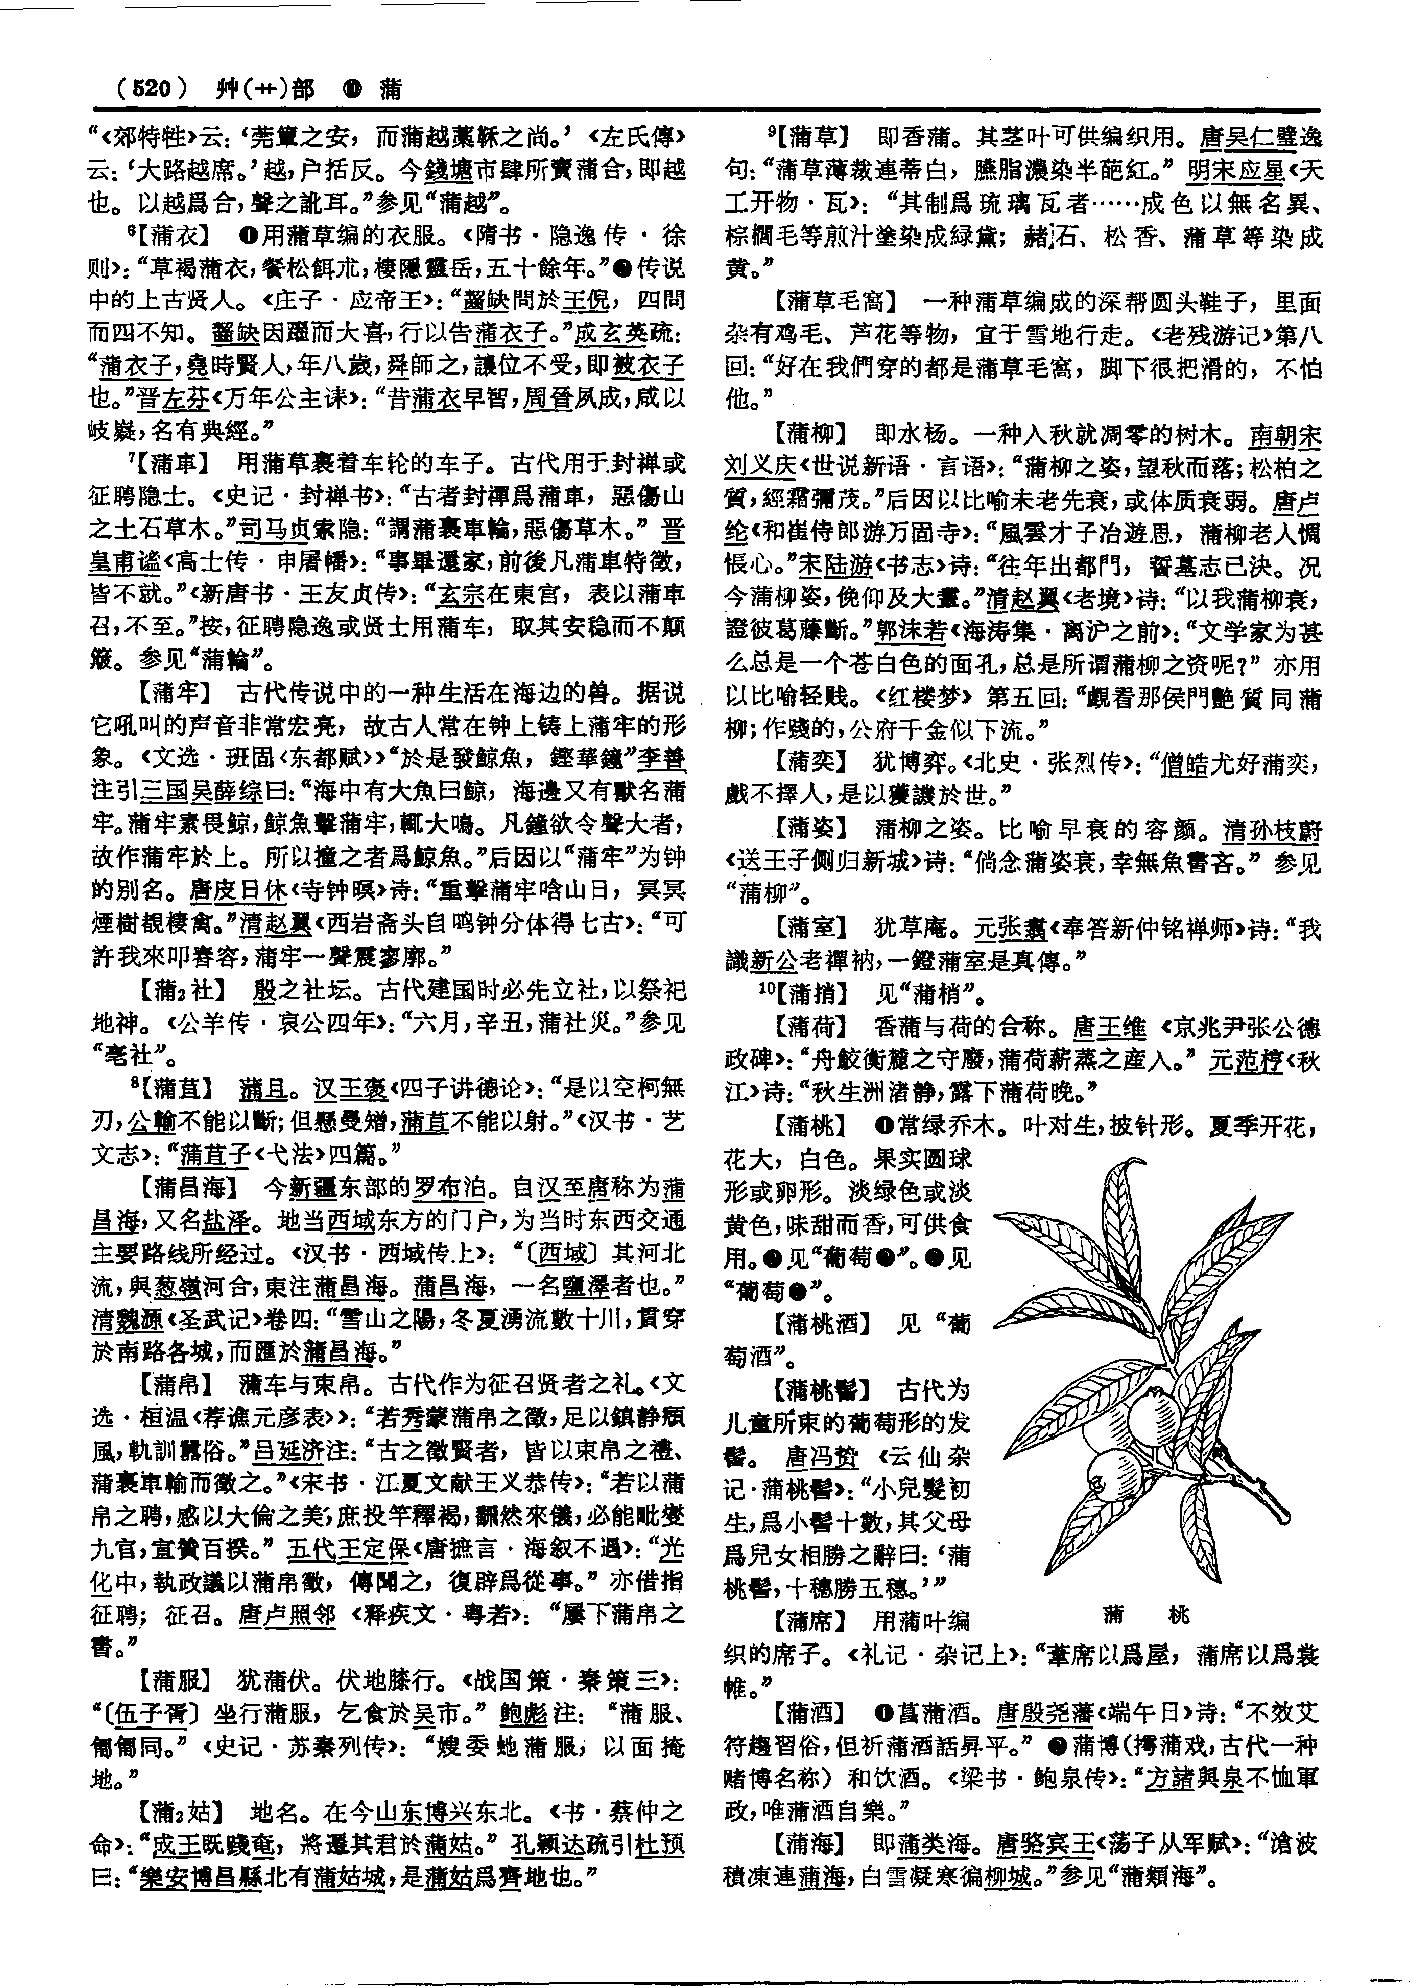 （520） 艸(艹)部 ❿ 蒲
“《郊特牲》云：‘莞簟之安，而蒲越藁鞂之尚。’《左氏傳》
云：‘大路越席。’越，户括反。今錢塘市肆所賣蒲合，即越
也。以越爲合，聲之訛耳。”参见“蒲越”。
⁶【蒲衣】 ❶用蒲草编的衣服。《隋书·隐逸传·徐
则》：“草褐蒲衣，餐松餌朮，棲隱靈岳，五十餘年。”❷传说
中的上古贤人。《庄子·应帝王》：“齧缺問於王倪，四問
而四不知。齧缺因躍而大喜，行以告蒲衣子。”成玄英疏：
“蒲衣子，堯時賢人，年八歲，舜師之，讓位不受，即被衣子
也。”晋左芬《万年公主诔》：“昔蒲衣早智，周晉夙成，咸以
岐嶷，名有典經。”
⁷【蒲車】 用蒲草裹着车轮的车子。古代用于封禅或
征聘隐士。《史记·封禅书》：“古者封禪爲蒲車，惡傷山
之土石草木。”司马贞索隐：“謂蒲裹車輪，惡傷草木。”晋
皇甫谧《高士传·申屠蟠》：“事畢還家，前後凡蒲車特徵，
皆不就。”《新唐书·王友贞传》：“玄宗在東宫，表以蒲車
召，不至。”按，征聘隐逸或贤士用蒲车，取其安稳而不颠
簸。参见“蒲輪”。
【蒲牢】 古代传说中的一种生活在海边的兽。据说
它吼叫的声音非常宏亮，故古人常在钟上铸上蒲牢的形
象。《文选·班固〈东都赋〉》“於是發鯨魚，鏗華鐘”李善
注引三国吴薛综曰：“海中有大魚曰鯨，海邊又有獸名蒲
牢。蒲牢素畏鯨，鯨魚擊蒲牢，輒大鳴。凡鐘欲令聲大者，
故作蒲牢於上。所以撞之者爲鯨魚。”后因以“蒲牢”为钟
的别名。唐皮日休《寺钟暝》诗：“重擊蒲牢唅山日，冥冥
煙樹覩棲禽。”清赵翼《西岩斋头自鸣钟分体得七古》：“可
許我來叩舂容，蒲牢一聲震寥廓。”
【蒲₂社】 殷之社坛。古代建国时必先立社，以祭祀
地神。《公羊传·哀公四年》：“六月，辛丑，蒲社災。”参见
“亳社”。
⁸【蒲苴】 蒲且。汉王褒《四子讲德论》：“是以空柯無
刃，公輸不能以斷；但懸曼矰，蒲苴不能以射。”《汉书·艺
文志》：“蒲苴子《弋法》四篇。”
【蒲昌海】 今新疆东部的罗布泊。自汉至唐称为蒲
昌海，又名盐泽。地当西域东方的门户，为当时东西交通
主要路线所经过。《汉书·西域传上》：“〔西域〕其河北
流，與葱嶺河合，東注蒲昌海。蒲昌海，一名鹽澤者也。”
清魏源《圣武记》卷四：“雪山之陽，冬夏湧流數十川，貫穿
於南路各城，而匯於蒲昌海。”
【蒲帛】 蒲车与束帛。古代作为征召贤者之礼。《文
选·桓温〈荐谯元彦表〉》：“若秀蒙蒲帛之徵，足以鎮静頽
風，軌訓囂俗。”吕延济注：“古之徵賢者，皆以束帛之禮、
蒲裹車輪而徵之。”《宋书·江夏文献王义恭传》：“若以蒲
帛之聘，感以大倫之美，庶投竿釋褐，翻然來儀，必能毗燮
九官，宣贊百揆。”五代王定保《唐摭言·海叙不遇》：“光
化中，執政議以蒲帛徵，傳聞之，復辟爲從事。”亦借指
征聘；征召。唐卢照邻《释疾文·粤若》：“屢下蒲帛之
書。”
【蒲服】 犹蒲伏。伏地膝行。《战国策·秦策三》：
“〔伍子胥〕坐行蒲服，乞食於吴市。”鲍彪注：“蒲服、
匍匐同。”《史记·苏秦列传》：“嫂委虵蒲服，以面掩
地。”
【蒲₂姑】 地名。在今山东博兴东北。《书·蔡仲之
命》：“成王既踐奄，將遷其君於蒲姑。”孔颖达疏引杜预
曰：“樂安博昌縣北有蒲姑城，是蒲姑爲齊地也。”
⁹【蒲草】 即香蒲。其茎叶可供编织用。唐吴仁璧逸
句：“蒲草薄裁連蒂白，臙脂濃染半葩紅。”明宋应星《天
工开物·瓦》：“其制爲琉璃瓦者……成色以無名異、
棕櫚毛等煎汁塗染成緑黛；赭石、松香、蒲草等染成
黄。”
【蒲草毛窝】 一种蒲草编成的深帮圆头鞋子，里面
杂有鸡毛、芦花等物，宜于雪地行走。《老残游记》第八
回：“好在我們穿的都是蒲草毛窩，脚下很把滑的，不怕
他。”
【蒲柳】 即水杨。一种入秋就凋零的树木。南朝宋
刘义庆《世说新语·言语》：“蒲柳之姿，望秋而落；松柏之
質，經霜彌茂。”后因以比喻未老先衰，或体质衰弱。唐卢
纶《和崔侍郎游万固寺》：“風雲才子冶遊思，蒲柳老人惆
悵心。”宋陆游《书志》诗：“往年出都門，誓墓志已決。况
今蒲柳姿，俛仰及大耋。”清赵翼《老境》诗：“以我蒲柳衰，
證彼葛藤斷。”郭沫若《海涛集·离沪之前》：“文学家为甚
么总是一个苍白色的面孔，总是所谓蒲柳之资呢？”亦用
以比喻轻贱。《红楼梦》第五回：“覷着那侯門艷質同蒲
柳；作踐的，公府千金似下流。”
【蒲奕】 犹博弈。《北史·张烈传》：“僧皓尤好蒲奕，
戲不擇人，是以獲譏於世。”
【蒲姿】 蒲柳之姿。比喻早衰的容颜。清孙枝蔚
《送王子侧归新城》诗：“倘念蒲姿衰，幸無魚書吝。”参见
“蒲柳”。
【蒲室】 犹草庵。元张翥《奉答新仲铭禅师》诗：“我
識新公老禪衲，一鐙蒲室是真傳。”
¹⁰【蒲捎】 见“蒲梢”。
【蒲荷】 香蒲与荷的合称。唐王维《京兆尹张公德
政碑》：“舟鮫衡麓之守廢，蒲荷薪蒸之産入。”元范梈《秋
江》诗：“秋生洲渚静，露下蒲荷晚。”
【蒲桃】 ❶常绿乔木。叶对生，披针形。夏季开花，
花大，白色。果实圆球
形或卵形。淡绿色或淡
黄色，味甜而香，可供食
用。❷见“葡萄❶”。❸见
“葡萄❷”。
【蒲桃酒】 见“葡
萄酒”。
【蒲桃髻】 古代为
儿童所束的葡萄形的发
髻。唐冯贽《云仙杂
记·蒲桃髻》：“小兒髮初
生，爲小髻十數，其父母
爲兒女相勝之辭曰：‘蒲
桃髻，十穗勝五穗。’”
蒲 桃
【蒲席】 用蒲叶编
织的席子。《礼记·杂记上》：“葦席以爲屋，蒲席以爲裳
帷。”
【蒲酒】 ❶菖蒲酒。唐殷尧藩《端午日》诗：“不效艾
符趨習俗，但祈蒲酒話昇平。”❷蒲博（摴蒲戏，古代一种
赌博名称）和饮酒。《梁书·鲍泉传》：“方諸與泉不恤軍
政，唯蒲酒自樂。”
【蒲海】 即蒲类海。唐骆宾王《荡子从军赋》：“滄波
積凍連蒲海，白雪凝寒徧柳城。”参见“蒲類海”。